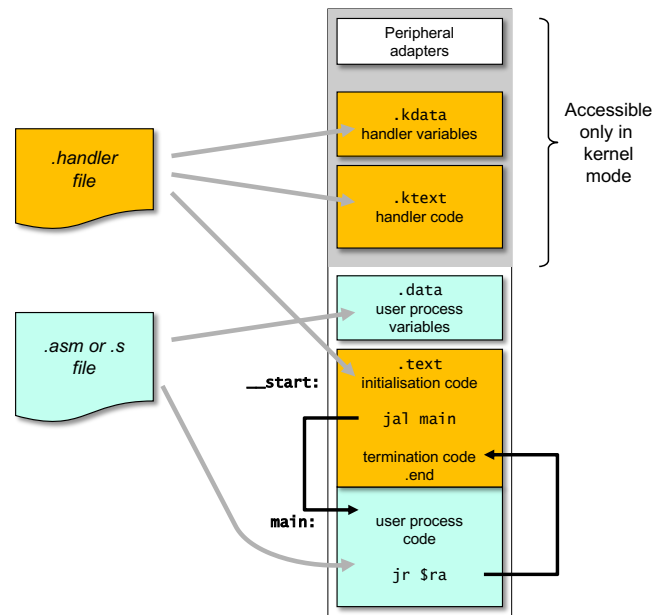 Peripheral
adapters
.kdata
handler variables
.ktext
handler code
Accessible
only in
kernel
mode
.handler
file
.data
user process
variables
.asm or .s
file
__start:
.text
initialisation code
jal main
termination code
.end
main:
user process
code
jr $ra